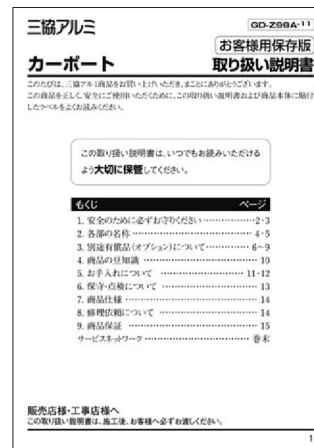 三協アルミ
GD-Z99A-11
お客様用保存版
カーポート 取り扱い説明書
このたびは、三協アルミ商品をお買い上げいただき、まことにありがとうございます。
この商品を正しく、安全にご使用いただくために、この取り扱い説明書および商品本体に貼付
したラベルをよくお読みください。
この取り扱い説明書は、いつでもお読みいただける
よう大切に保管してください。
もくじ ページ
1. 安全のために必ずお守りください……………2・3
2. 各部の名称……………4・5
3. 別途有償品(オプション)について……………6〜9
4. 商品の豆知識……………10
5. お手入れについて……………11・12
6. 保守・点検について……………13
7. 商品仕様……………14
8. 修理依頼について……………14
9. 商品保証……………15
サービスネットワーク……………巻末
販売店様・工事店様へ
この取り扱い説明書は、施工後、お客様へ必ずお渡しください。
1